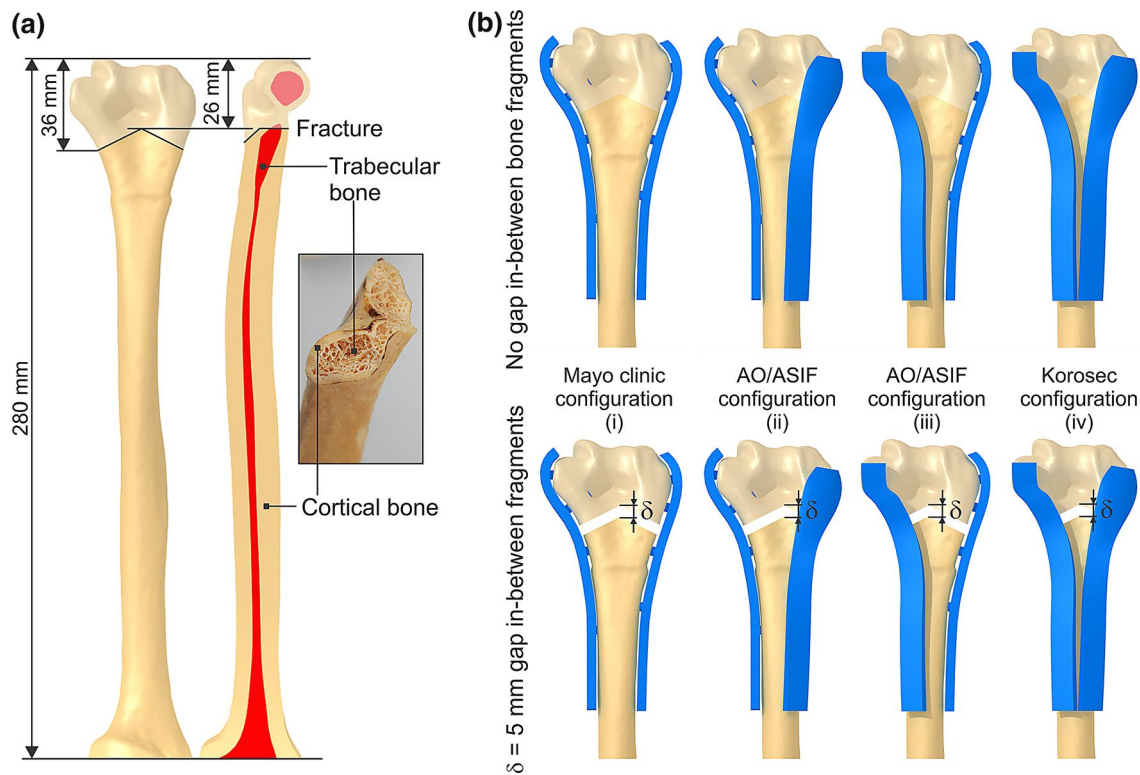 (a)
36 mm
26 mm
280 mm
Fracture
Trabecular
bone
Cortical bone
(b)
No gap in-between bone fragments
Mayo clinic
configuration
(i)
AO/ASIF
configuration
(ii)
AO/ASIF
configuration
(iii)
Korosec
configuration
(iv)
δ = 5 mm gap in-between fragments
δ
δ
δ
δ